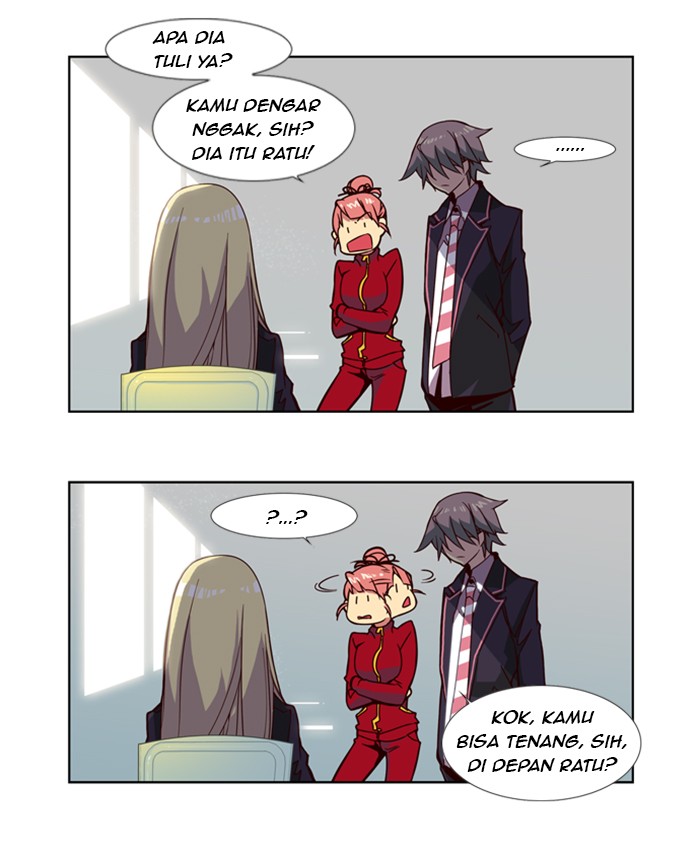 APA DIA
TULI YA?
KAMU DENGAR
NGGAK, SIH?
DIA ITU RATU!
......
?...?
KOK, KAMU
BISA TENANG, SIH,
DI DEPAN RATU?